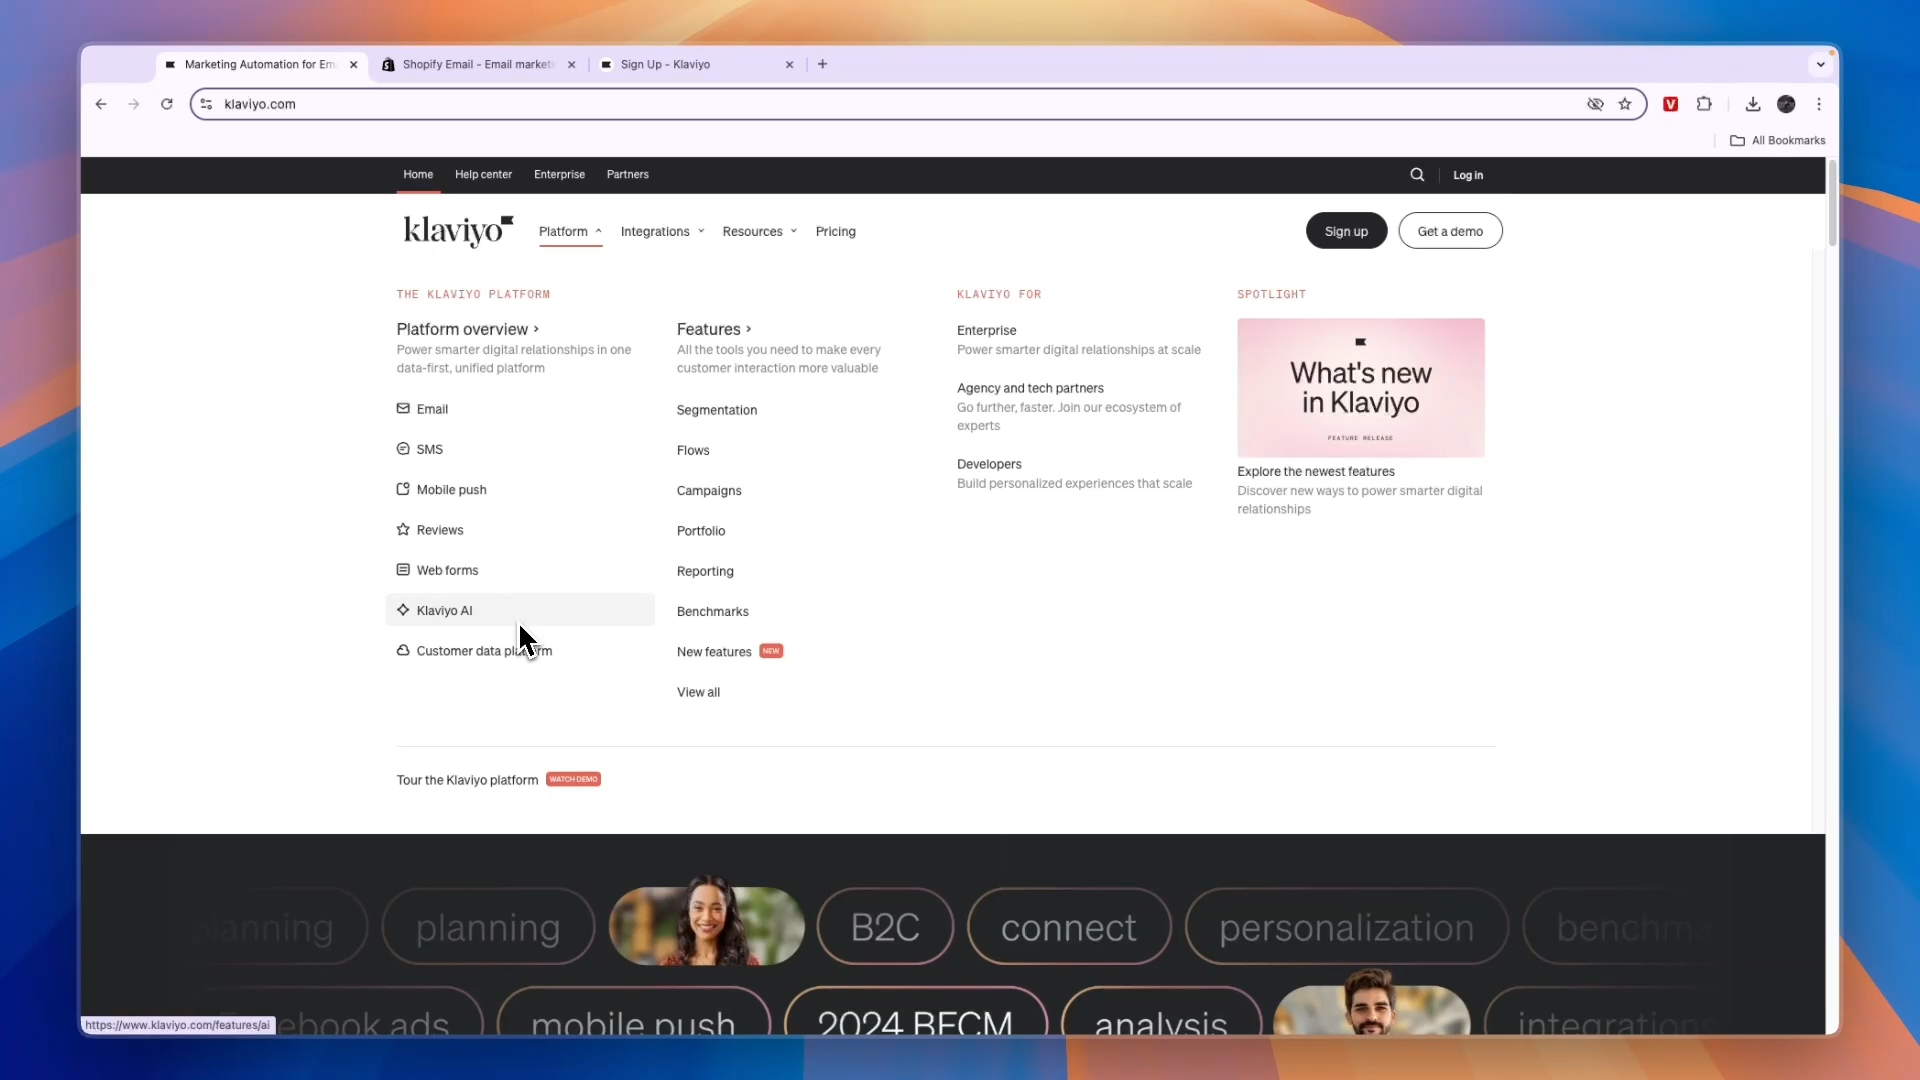 Marketing Automation for Em
Shopify Email - Email market
Sign Up - Klaviyo
klaviyo.com
All Bookmarks
Home
Help center
Enterprise
Partners
Log in
klaviyo
Platform
Integrations
Resources
Pricing
Sign up
Get a demo
THE KLAVIYO PLATFORM
Platform overview
Power smarter digital relationships in one
data-first, unified platform
Email
SMS
Mobile push
Reviews
Web forms
Klaviyo AI
Customer data platform
Features
All the tools you need to make every
customer interaction more valuable
Segmentation
Flows
Campaigns
Portfolio
Reporting
Benchmarks
New features NEW
View all
KLAVIYO FOR
Enterprise
Power smarter digital relationships at scale
Agency and tech partners
Go further, faster. Join our ecosystem of
experts
Developers
Build personalized experiences that scale
SPOTLIGHT
What's new
in Klaviyo
FEATURE RELEASE
Explore the newest features
Discover new ways to power smarter digital
relationships
Tour the Klaviyo platform WATCH DEMO
planning
planning
B2C
connect
personalization
benchma
ebook ads
mobile push
2024 BFCM
analysis
integrations
https://www.klaviyo.com/features/ai